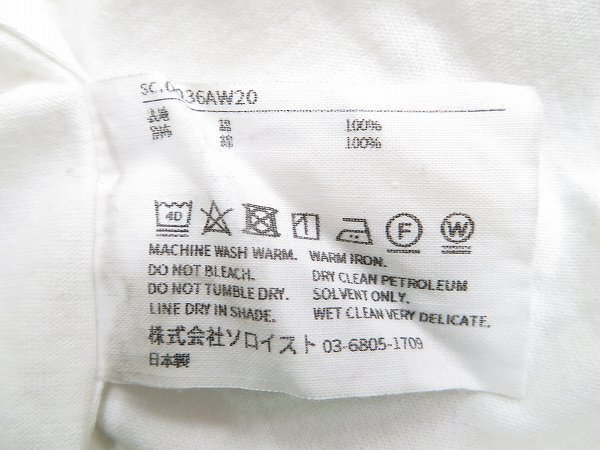 SC.0036AW20
表地 綿 100%
別布 綿 100%
40 F W
MACHINE WASH WARM. WARM IRON.
DO NOT BLEACH. DRY CLEAN PETROLEUM
DO NOT TUMBLE DRY. SOLVENT ONLY.
LINE DRY IN SHADE. WET CLEAN VERY DELICATE.
株式会社ソロイスト 03-6805-1709
日本製